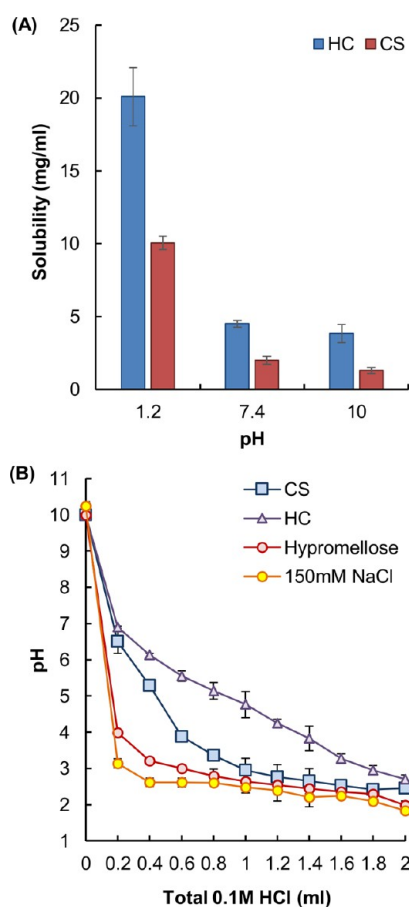 (A)
HC CS
25
20
15
10
5
0
Solubility (mg/ml)
1.2 7.4 10
pH
(B)
CS
HC
Hypromellose
150mM NaCl
11
10
9
8
7
6
5
4
3
2
1
pH
0 0.2 0.4 0.6 0.8 1 1.2 1.4 1.6 1.8 2
Total 0.1M HCl (ml)